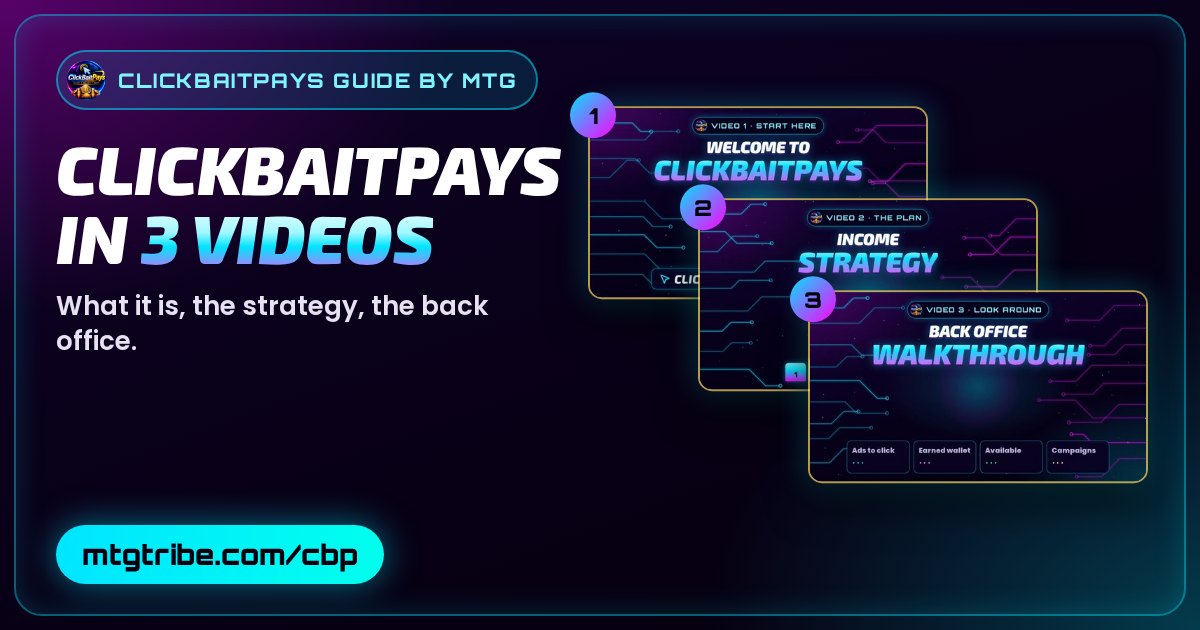 ClickBaitPays
CLICKBAITPAYS GUIDE BY MTG
CLICKBAITPAYS
IN 3 VIDEOS
What it is, the strategy, the back
office.
mtgtribe.com/cbp
1
VIDEO 1 · START HERE
WELCOME TO
CLICKBAITPAYS
CLIC
2
VIDEO 2 · THE PLAN
INCOME
STRATEGY
1
3
VIDEO 3 · LOOK AROUND
BACK OFFICE
WALKTHROUGH
Ads to click
...
Earned wallet
...
Available
...
Campaigns
...